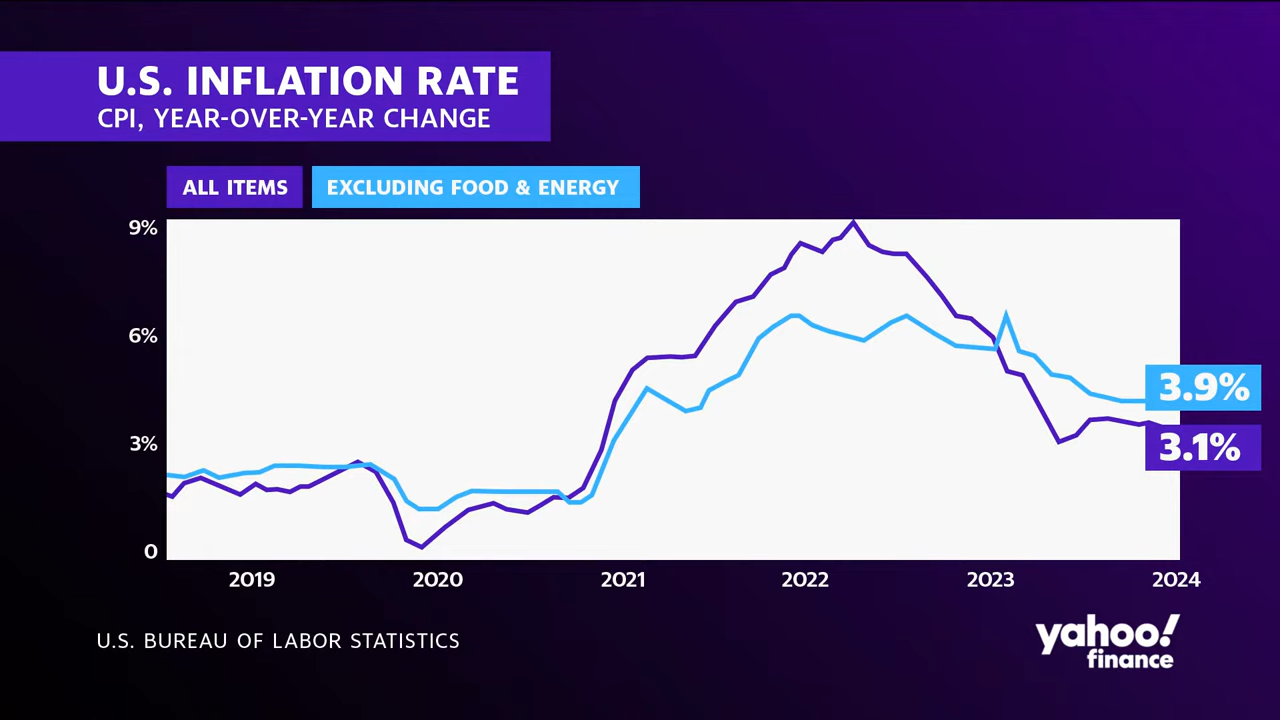 U.S. INFLATION RATE
CPI, YEAR-OVER-YEAR CHANGE
ALL ITEMS
EXCLUDING FOOD & ENERGY
9%
6%
3%
0
3.9%
3.1%
2019 2020 2021 2022 2023 2024
U.S. BUREAU OF LABOR STATISTICS
yahoo!
finance